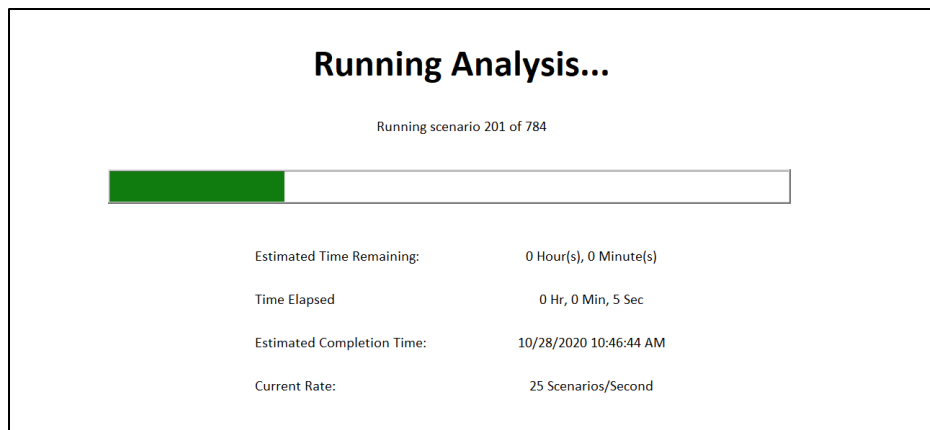 Running Analysis...
Running scenario 201 of 784
Estimated Time Remaining: 0 Hour(s), 0 Minute(s)
Time Elapsed 0 Hr, 0 Min, 5 Sec
Estimated Completion Time: 10/28/2020 10:46:44 AM
Current Rate: 25 Scenarios/Second